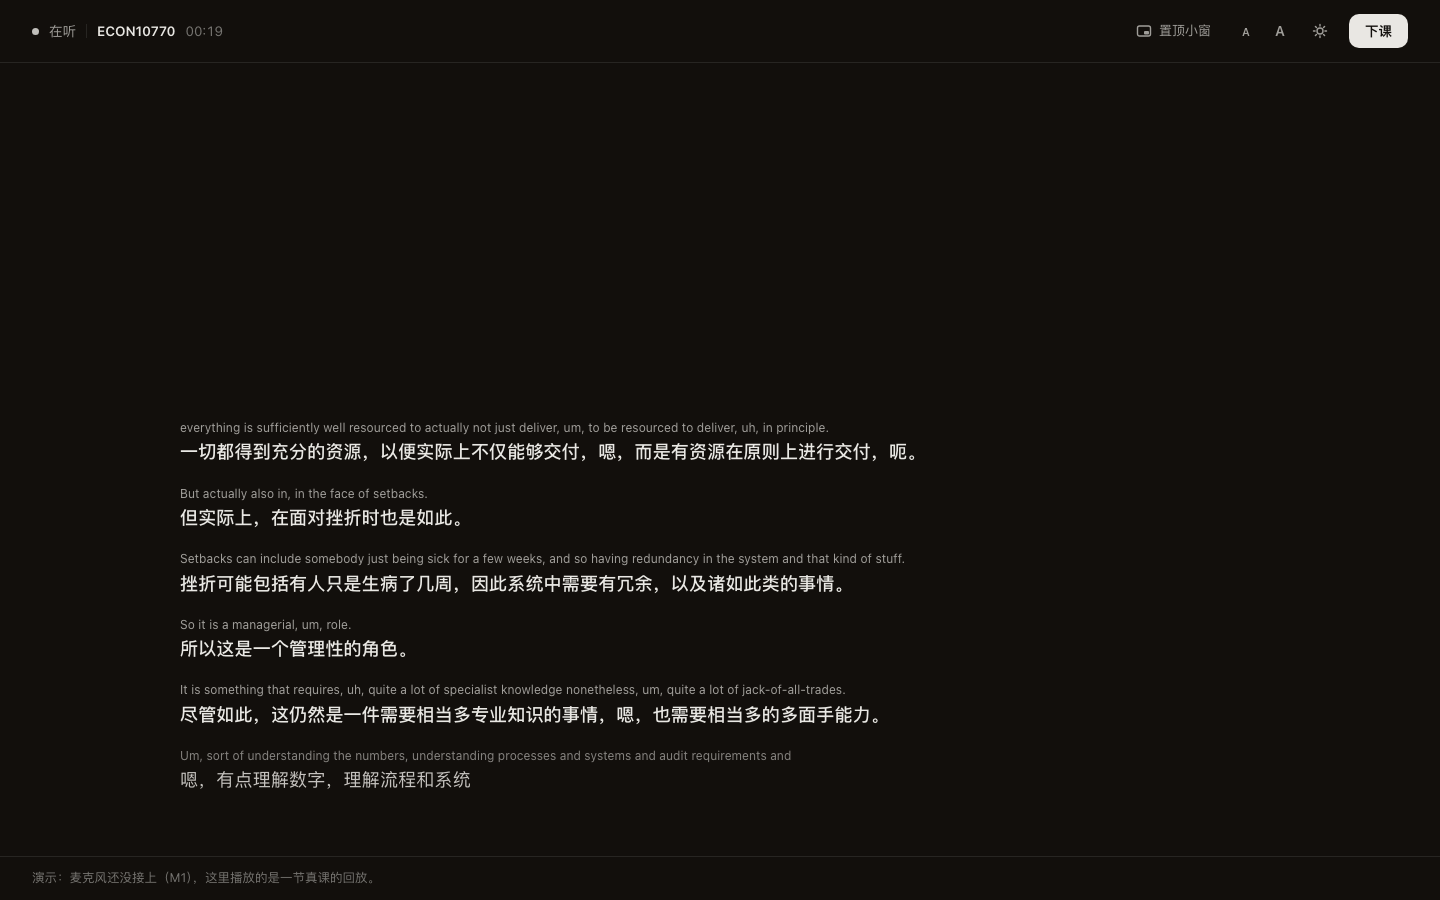 在听 ECON10770 00:19 置顶小窗 A A 下课
everything is sufficiently well resourced to actually not just deliver, um, to be resourced to deliver, uh, in principle.
一切都得到充分的资源，以便实际上不仅能够交付，嗯，而是有资源在原则上进行交付，呃。
But actually also in, in the face of setbacks.
但实际上，在面对挫折时也是如此。
Setbacks can include somebody just being sick for a few weeks, and so having redundancy in the system and that kind of stuff.
挫折可能包括有人只是生病了几周，因此系统中需要有冗余，以及诸如此类的事情。
So it is a managerial, um, role.
所以这是一个管理性的角色。
It is something that requires, uh, quite a lot of specialist knowledge nonetheless, um, quite a lot of jack-of-all-trades.
尽管如此，这仍然是一件需要相当多专业知识的事情，嗯，也需要相当多的多面手能力。
Um, sort of understanding the numbers, understanding processes and systems and audit requirements and
嗯，有点理解数字，理解流程和系统
演示：麦克风还没接上（M1），这里播放的是一节真课的回放。